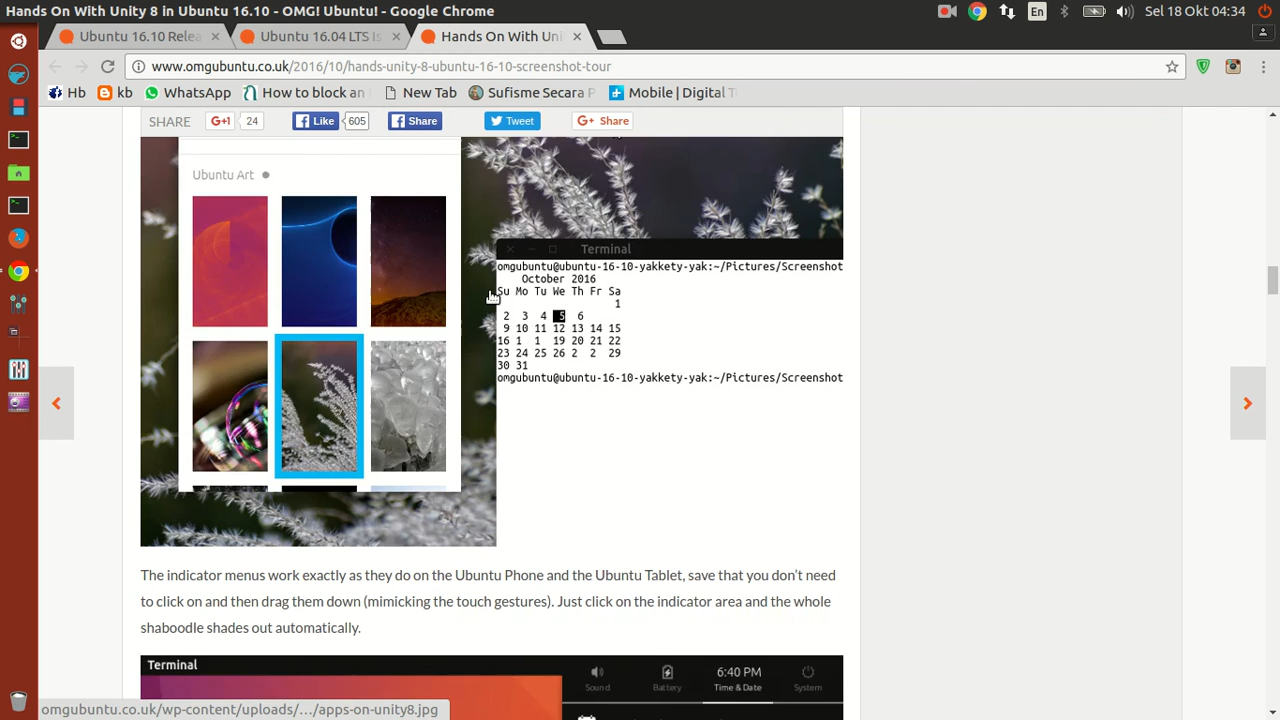 Hands On With Unity 8 in Ubuntu 16.10 - OMG! Ubuntu! - Google Chrome
En
Sel 18 Okt 04:34
Ubuntu 16.10 Relea
Ubuntu 16.04 LTS Is
Hands On With Uni
www.omgubuntu.co.uk/2016/10/hands-unity-8-ubuntu-16-10-screenshot-tour
Hb
kb
WhatsApp
How to block an
New Tab
Sufisme Secara P
Mobile | Digital T
SHARE
G+1
24
Like
605
Share
Tweet
G+ Share
Ubuntu Art
Terminal
omgubuntu@ubuntu-16-10-yakkety-yak:~/Pictures/Screenshot
October 2016
Su Mo Tu We Th Fr Sa
1
2 3 4 5 6
9 10 11 12 13 14 15
16 1 1 19 20 21 22
23 24 25 26 2 2 29
30 31
omgubuntu@ubuntu-16-10-yakkety-yak:~/Pictures/Screenshot
The indicator menus work exactly as they do on the Ubuntu Phone and the Ubuntu Tablet, save that you don’t need
to click on and then drag them down (mimicking the touch gestures). Just click on the indicator area and the whole
shaboodle shades out automatically.
Terminal
Sound
Battery
6:40 PM
Time & Date
System
omgubuntu.co.uk/wp-content/uploads/…/apps-on-unity8.jpg